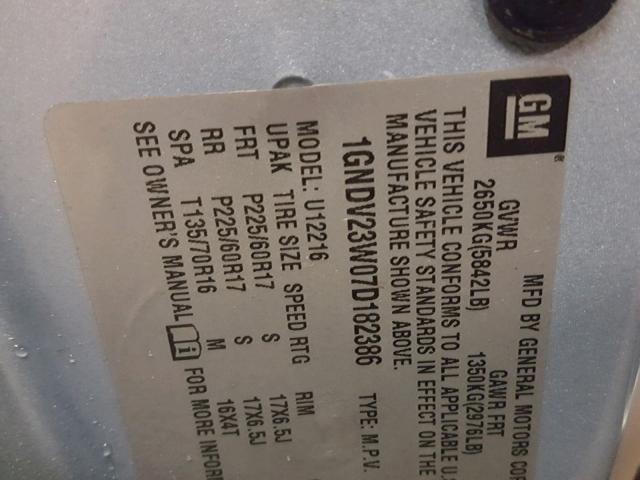 GM ®
MFD BY GENERAL MOTORS COR
GVWR GAWR FRT
2650KG(5842LB) 1350KG(2976LB)
THIS VEHICLE CONFORMS TO ALL APPLICABLE U.
VEHICLE SAFETY STANDARDS IN EFFECT ON THE
MANUFACTURE SHOWN ABOVE.
1GNDV23W07D182386 TYPE: M.P.V.
MODEL: U12216
UPAK TIRE SIZE SPEED RTG RIM
FRT P225/60R17 S 17X6.5J
RR P225/60R17 S 17X6.5J
SPA T135/70R16 M 16X4T
SEE OWNER'S MANUAL FOR MORE INFOR